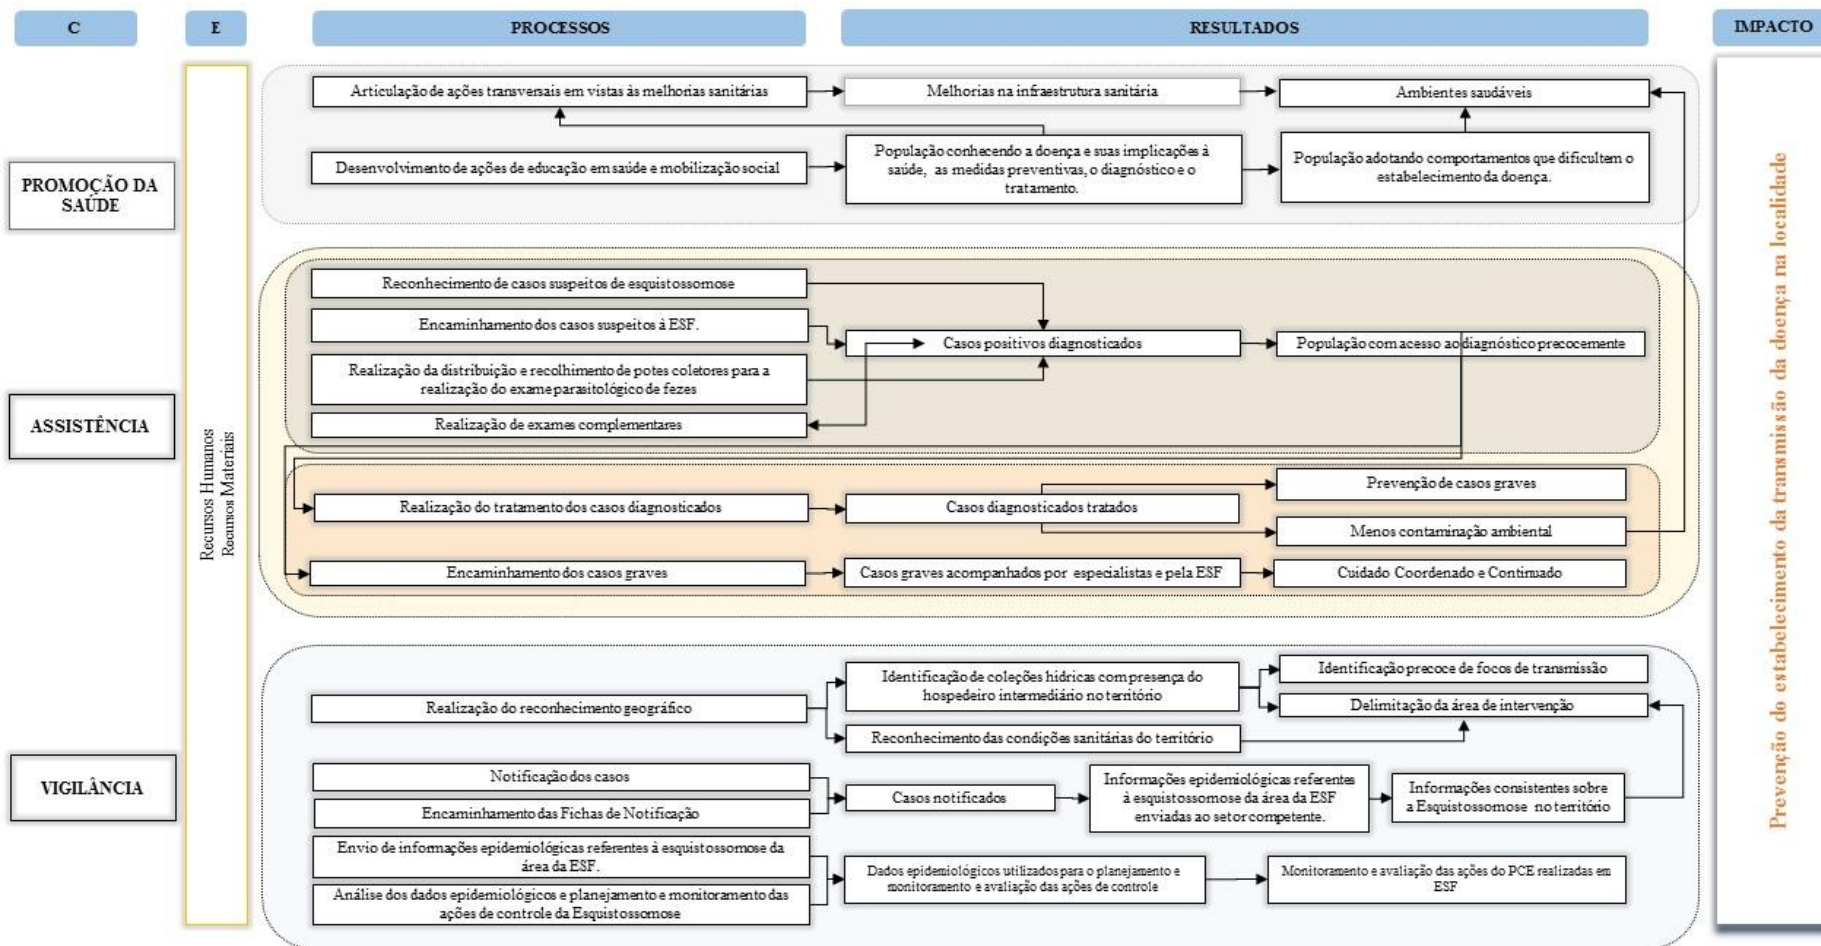 C
E
PROCESSOS
RESULTADOS
IMPACTO
PROMOÇÃO DA
SAÚDE
ASSISTÊNCIA
VIGILÂNCIA
Recursos Humanos
Recursos Materiais
Articulação de ações transversais em vistas às melhorias sanitárias
Melhorias na infraestrutura sanitária
Ambientes saudáveis
Desenvolvimento de ações de educação em saúde e mobilização social
População conhecendo a doença e suas implicações à
saúde, as medidas preventivas, o diagnóstico e o
tratamento.
População adotando comportamentos que dificultem o
estabelecimento da doença.
Reconhecimento de casos suspeitos de esquistossomose
Encaminhamento dos casos suspeitos à ESF.
Realização da distribuição e recolhimento de potes coletores para a
realização do exame parasitológico de fezes
Realização de exames complementares
Casos positivos diagnosticados
População com acesso ao diagnóstico precocemente
Realização do tratamento dos casos diagnosticados
Casos diagnosticados tratados
Prevenção de casos graves
Menos contaminação ambiental
Encaminhamento dos casos graves
Casos graves acompanhados por especialistas e pela ESF
Cuidado Coordenado e Continuado
Realização do reconhecimento geográfico
Identificação de coleções hídricas com presença do
hospedeiro intermediário no território
Identificação precoce de focos de transmissão
Delimitação da área de intervenção
Reconhecimento das condições sanitárias do território
Notificação dos casos
Encaminhamento das Fichas de Notificação
Casos notificados
Informações epidemiológicas referentes
à esquistossomose da área da ESF
enviadas ao setor competente.
Informações consistentes sobre
a Esquistossomose no território
Envio de informações epidemiológicas referentes à esquistossomose da
área da ESF.
Análise dos dados epidemiológicos e planejamento e monitoramento das
ações de controle da Esquistossomose
Dados epidemiológicos utilizados para o planejamento e
monitoramento e avaliação das ações de controle
Monitoramento e avaliação das ações do PCE realizadas em
ESF
Prevenção do estabelecimento da transmissão da doença na localidade